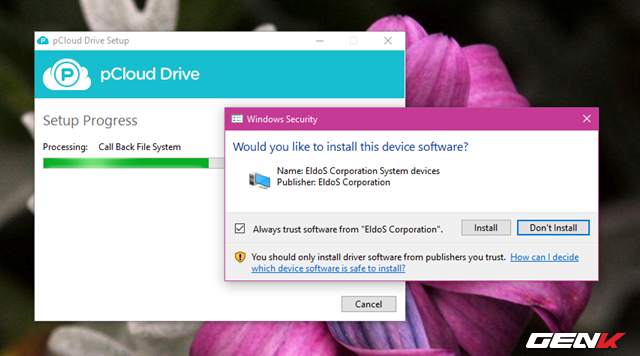 pCloud Drive Setup
pCloud Drive
Setup Progress
Processing: Call Back File System
Windows Security
Would you like to install this device software?
Name: EldoS Corporation System devices
Publisher: EldoS Corporation
Always trust software from "EldoS Corporation".
Install
Don't Install
You should only install driver software from publishers you trust. How can I decide
which device software is safe to install?
Cancel
GENK